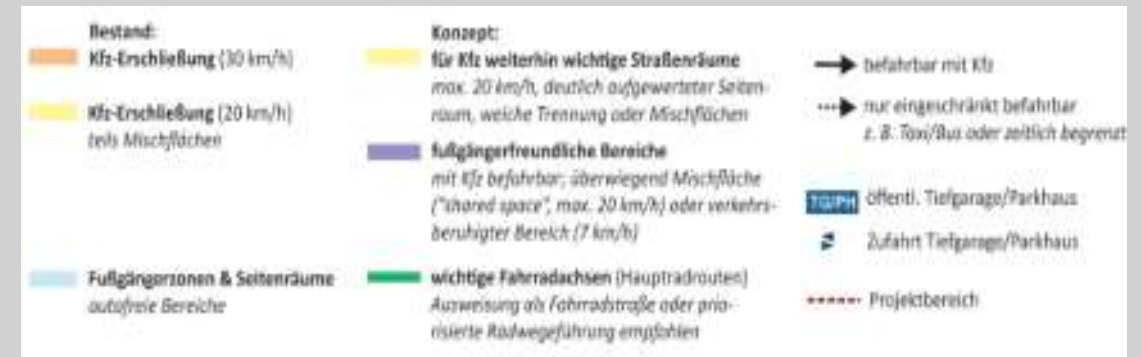 Bestand:
Kfz-Erschließung (30 km/h)
Kfz-Erschließung (20 km/h)
teils Mischflächen
Fußgängerzonen & Seitenräume
autofreie Bereiche
Konzept:
für Kfz weiterhin wichtige Straßenräume
max. 20 km/h, deutlich aufgewerteter Seiten-
raum, weiche Trennung oder Mischflächen
fußgängerfreundliche Bereiche
mit Kfz befahrbar; überwiegend Mischfläche
("shared space", max. 20 km/h) oder verkehrs-
beruhigter Bereich (7 km/h)
wichtige Fahrradachsen (Hauptradrouten)
Ausweisung als Fahrradstraße oder prio-
risierte Radwegeführung empfohlen
befahrbar mit Kfz
nur eingeschränkt befahrbar
z. B. Taxi/Bus oder zeitlich begrenzt
TG/PH öffentl. Tiefgarage/Parkhaus
Zufahrt Tiefgarage/Parkhaus
Projektbereich